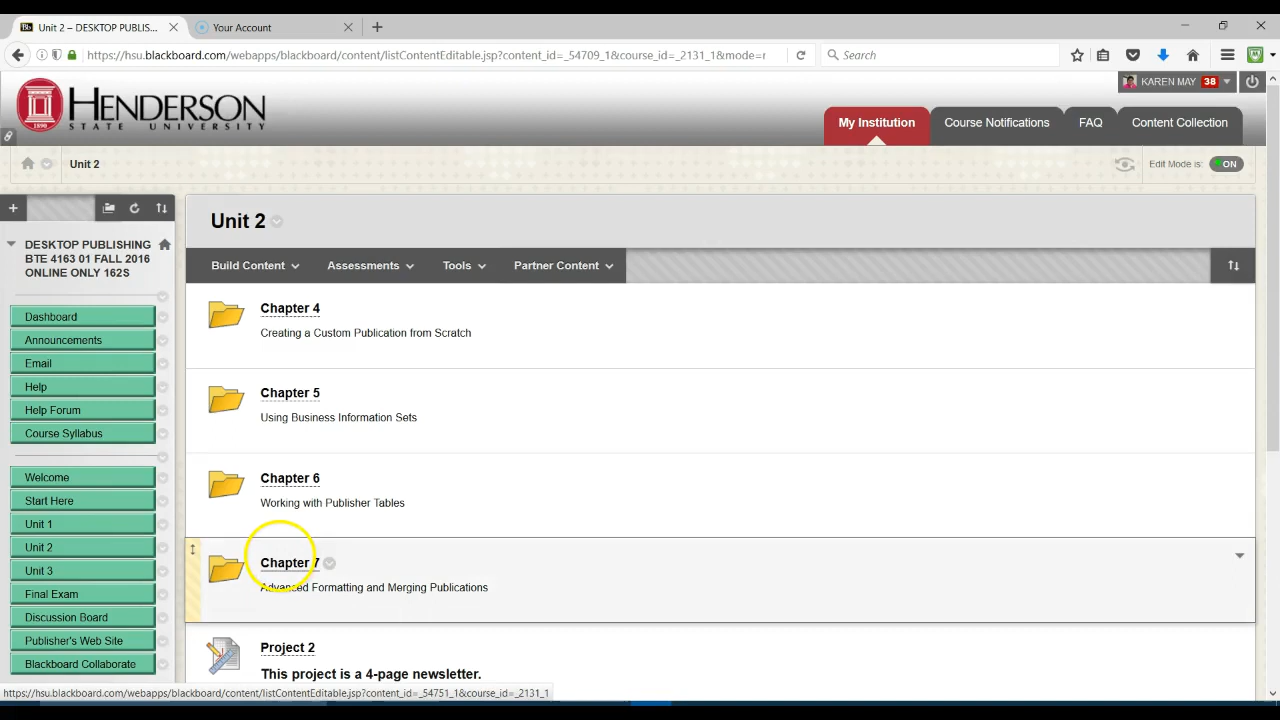 Unit 2 – DESKTOP PUBLIS...
Your Account
https://hsu.blackboard.com/webapps/blackboard/content/listContentEditable.jsp?content_id=_54709_1&course_id=_2131_1&mode=r
Search
KAREN MAY 38
HENDERSON
STATE UNIVERSITY
1890
My Institution
Course Notifications
FAQ
Content Collection
Unit 2
Edit Mode is: ON
Unit 2
DESKTOP PUBLISHING
BTE 4163 01 FALL 2016
ONLINE ONLY 162S
Build Content
Assessments
Tools
Partner Content
Dashboard
Announcements
Email
Help
Help Forum
Course Syllabus
Welcome
Start Here
Unit 1
Unit 2
Unit 3
Final Exam
Discussion Board
Publisher's Web Site
Blackboard Collaborate
Chapter 4
Creating a Custom Publication from Scratch
Chapter 5
Using Business Information Sets
Chapter 6
Working with Publisher Tables
Chapter 7
Advanced Formatting and Merging Publications
Project 2
This project is a 4-page newsletter.
https://hsu.blackboard.com/webapps/blackboard/content/listContentEditable.jsp?content_id=_54751_1&course_id=_2131_1